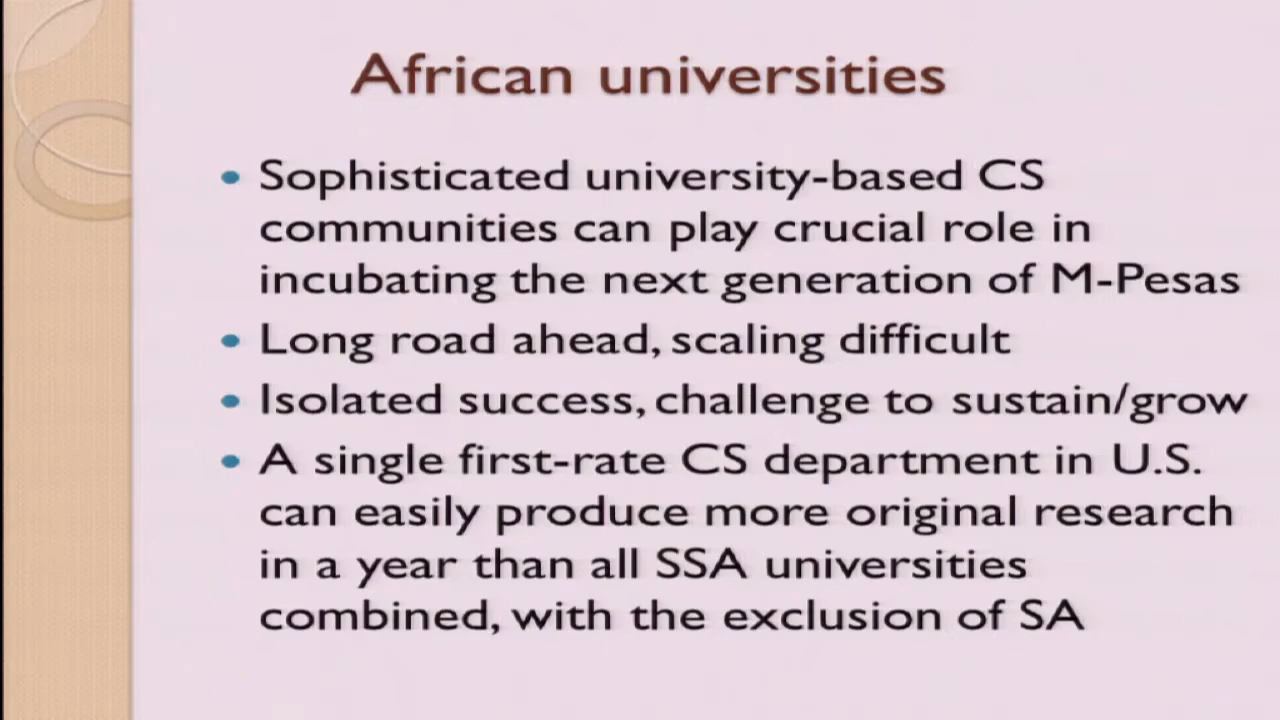 African universities
• Sophisticated university-based CS
communities can play crucial role in
incubating the next generation of M-Pesas
• Long road ahead, scaling difficult
• Isolated success, challenge to sustain/grow
• A single first-rate CS department in U.S.
can easily produce more original research
in a year than all SSA universities
combined, with the exclusion of SA